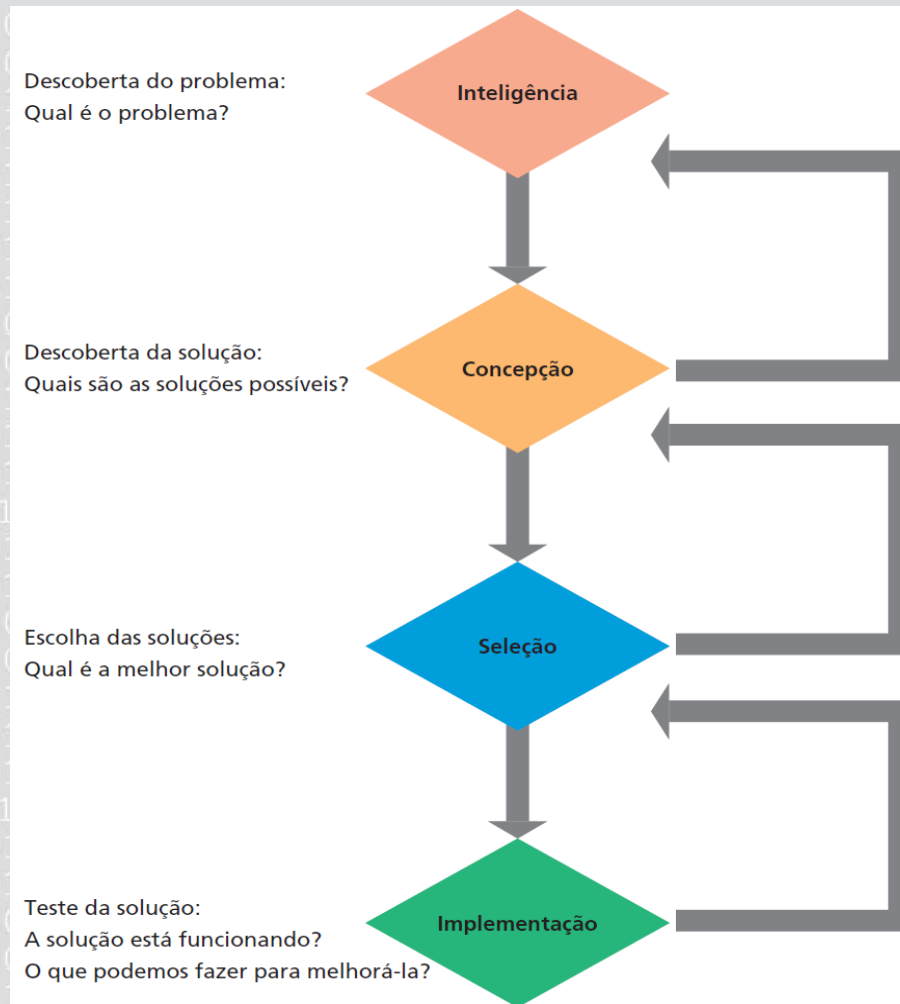 Descoberta do problema:
Qual é o problema?
Inteligência
Descoberta da solução:
Quais são as soluções possíveis?
Concepção
Escolha das soluções:
Qual é a melhor solução?
Seleção
Teste da solução:
A solução está funcionando?
O que podemos fazer para melhorá-la?
Implementação